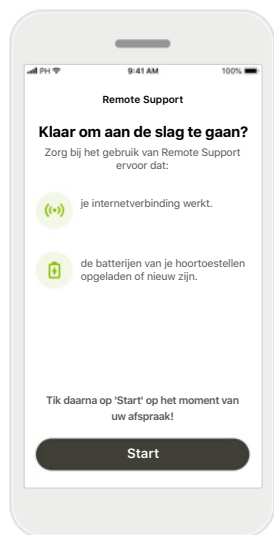 PH 9:41 AM 100%
Remote Support
Klaar om aan de slag te gaan?
Zorg bij het gebruik van Remote Support
ervoor dat:
je internetverbinding werkt.
de batterijen van je hoortoestellen
opgeladen of nieuw zijn.
Tik daarna op 'Start' op het moment van
uw afspraak!
Start